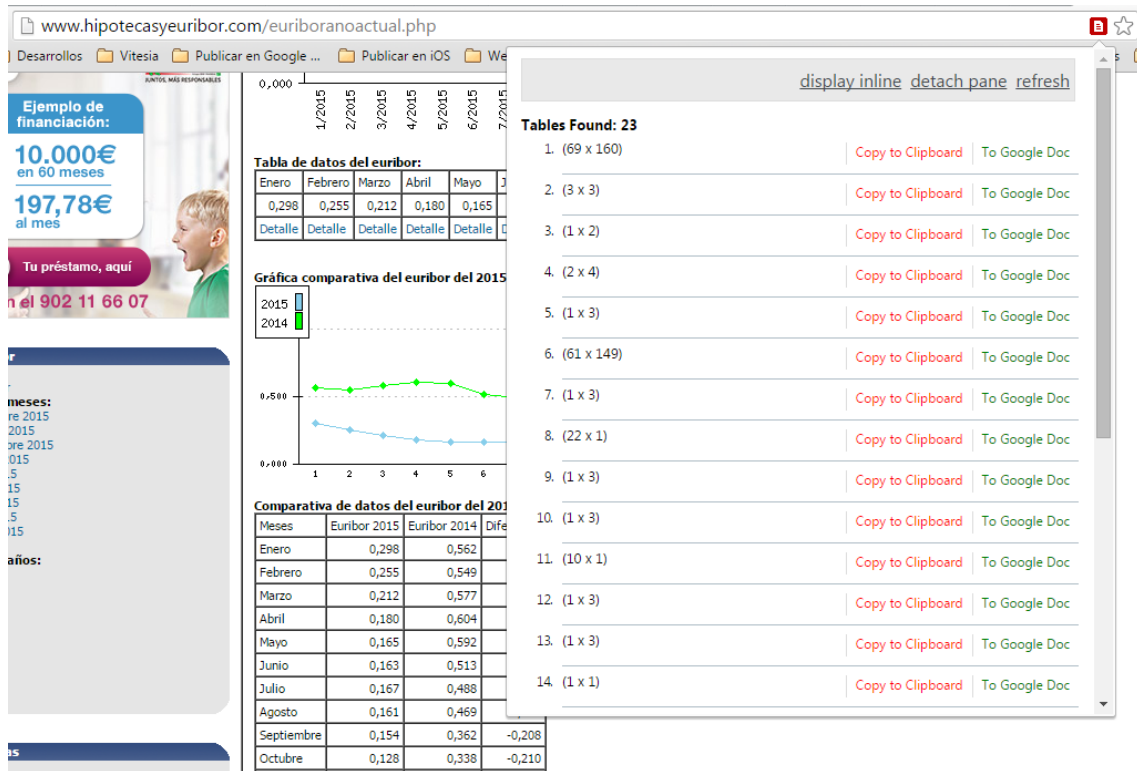 www.hipotecasyeuribor.com/euriboranoactual.php
Desarrollos Vitesia Publicar en Google ... Publicar en iOS We
display inline detach pane refresh
Tables Found: 23
1. (69 x 160) Copy to Clipboard To Google Doc
2. (3 x 3) Copy to Clipboard To Google Doc
3. (1 x 2) Copy to Clipboard To Google Doc
4. (2 x 4) Copy to Clipboard To Google Doc
5. (1 x 3) Copy to Clipboard To Google Doc
6. (61 x 149) Copy to Clipboard To Google Doc
7. (1 x 3) Copy to Clipboard To Google Doc
8. (22 x 1) Copy to Clipboard To Google Doc
9. (1 x 3) Copy to Clipboard To Google Doc
10. (1 x 3) Copy to Clipboard To Google Doc
11. (10 x 1) Copy to Clipboard To Google Doc
12. (1 x 3) Copy to Clipboard To Google Doc
13. (1 x 3) Copy to Clipboard To Google Doc
14. (1 x 1) Copy to Clipboard To Google Doc
JUNTOS, MÁS RESPONSABLES
Ejemplo de
financiación:
10.000€
en 60 meses
197,78€
al mes
Tu préstamo, aquí
n el 902 11 66 07
r
meses:
re 2015
2015
bre 2015
015
15
15
15
5
015
años:
as
0,000
1/2015 2/2015 3/2015 4/2015 5/2015 6/2015 7/2015
Tabla de datos del euribor:
Enero Febrero Marzo Abril Mayo J
0,298 0,255 0,212 0,180 0,165
Detalle Detalle Detalle Detalle Detalle D
Gráfica comparativa del euribor del 2015
2015
2014
0,500
0,000
1 2 3 4 5 6
Comparativa de datos del euribor del 201
Meses Euribor 2015 Euribor 2014 Dife
Enero 0,298 0,562
Febrero 0,255 0,549
Marzo 0,212 0,577
Abril 0,180 0,604
Mayo 0,165 0,592
Junio 0,163 0,513
Julio 0,167 0,488
Agosto 0,161 0,469
Septiembre 0,154 0,362 -0,208
Octubre 0,128 0,338 -0,210